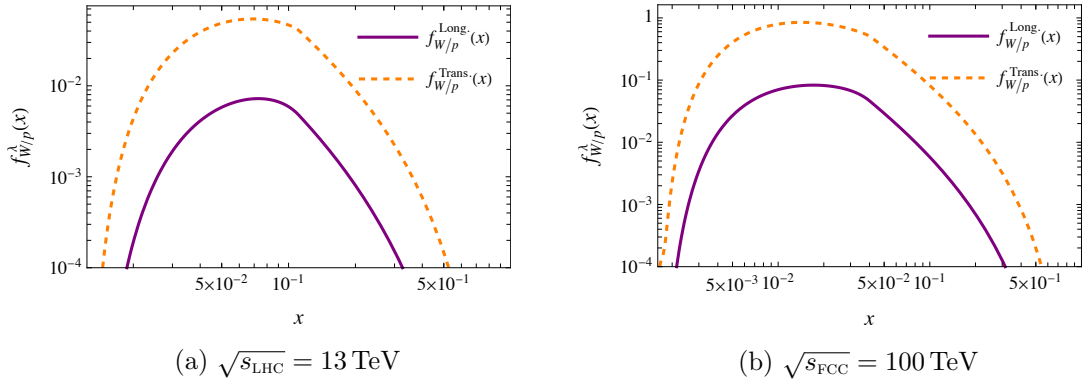 10⁻²
10⁻³
10⁻⁴
f^λ_{W/p}(x)
f^{Long.}_{W/p}(x)
f^{Trans.}_{W/p}(x)
5×10⁻² 10⁻¹ 5×10⁻¹
x
(a) √s_LHC = 13 TeV
1
10⁻¹
10⁻²
10⁻³
10⁻⁴
f^λ_{W/p}(x)
f^{Long.}_{W/p}(x)
f^{Trans.}_{W/p}(x)
5×10⁻³ 10⁻² 5×10⁻² 10⁻¹ 5×10⁻¹
x
(b) √s_FCC = 100 TeV